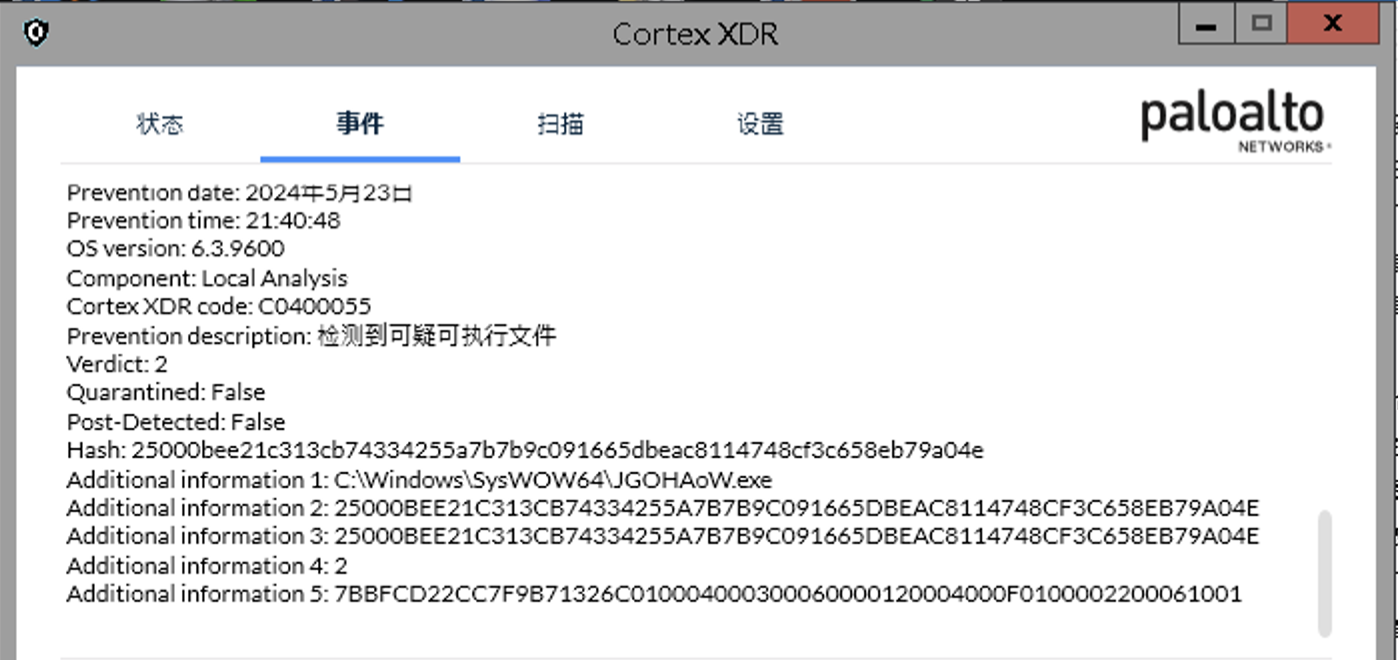 Cortex XDR
状态
事件
扫描
设置
paloalto
NETWORKS
Prevention date: 2024年5月23日
Prevention time: 21:40:48
OS version: 6.3.9600
Component: Local Analysis
Cortex XDR code: C0400055
Prevention description: 检测到可疑可执行文件
Verdict: 2
Quarantined: False
Post-Detected: False
Hash: 25000bee21c313cb74334255a7b7b9c091665dbeac8114748cf3c658eb79a04e
Additional information 1: C:\Windows\SysWOW64\JGOHAoW.exe
Additional information 2: 25000BEE21C313CB74334255A7B7B9C091665DBEAC8114748CF3C658EB79A04E
Additional information 3: 25000BEE21C313CB74334255A7B7B9C091665DBEAC8114748CF3C658EB79A04E
Additional information 4: 2
Additional information 5: 7BBFCD22CC7F9B71326C010004000300060000120004000F0100002200061001